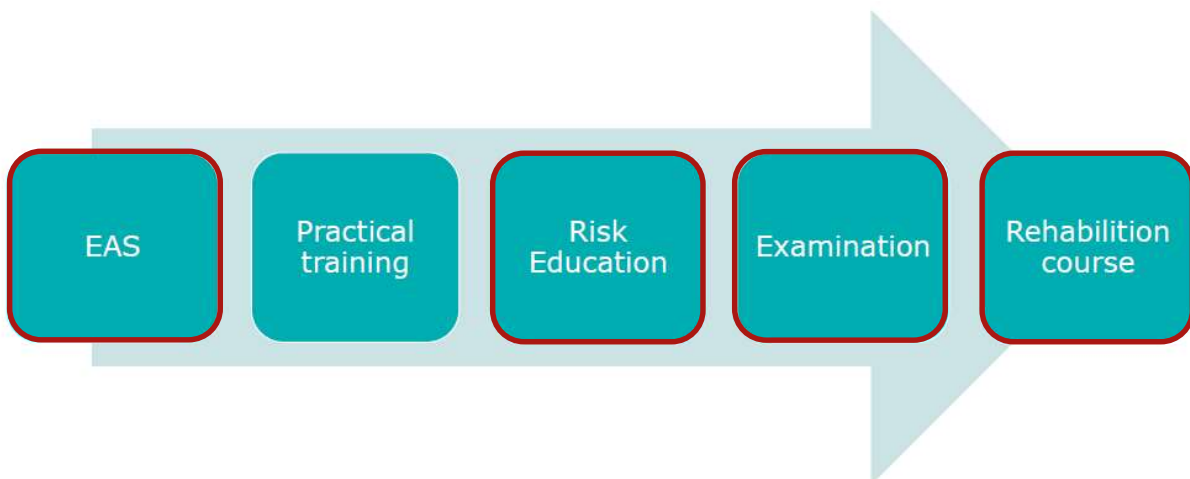 EAS
Practical
training
Risk
Education
Examination
Rehabilition
course